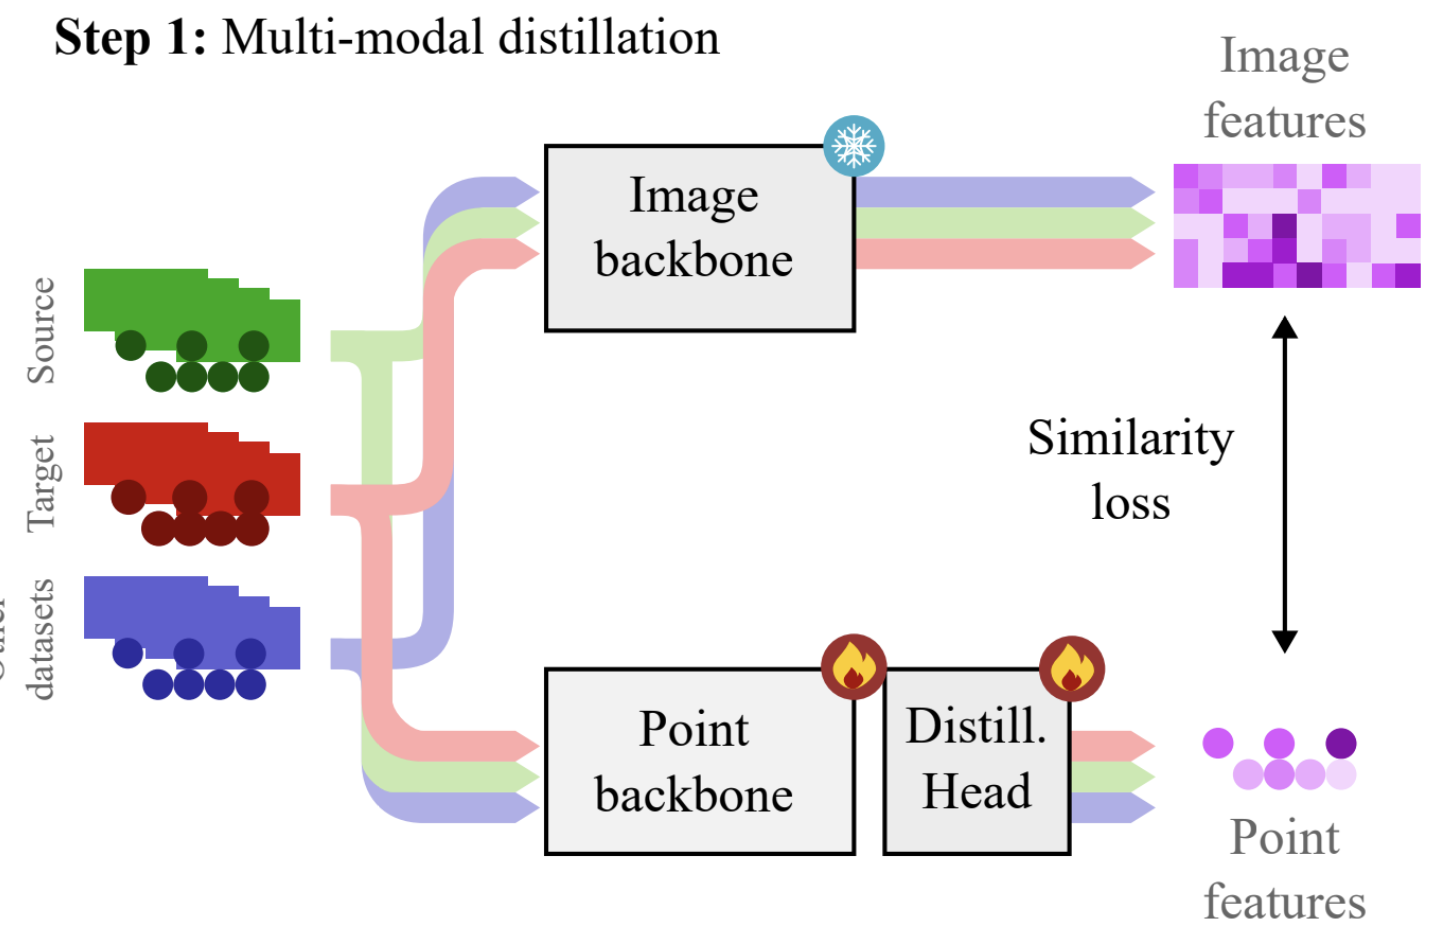 Step 1: Multi-modal distillation
Image
features
Image
backbone
Source
Target
datasets
Similarity
loss
Point
backbone
Distill.
Head
Point
features